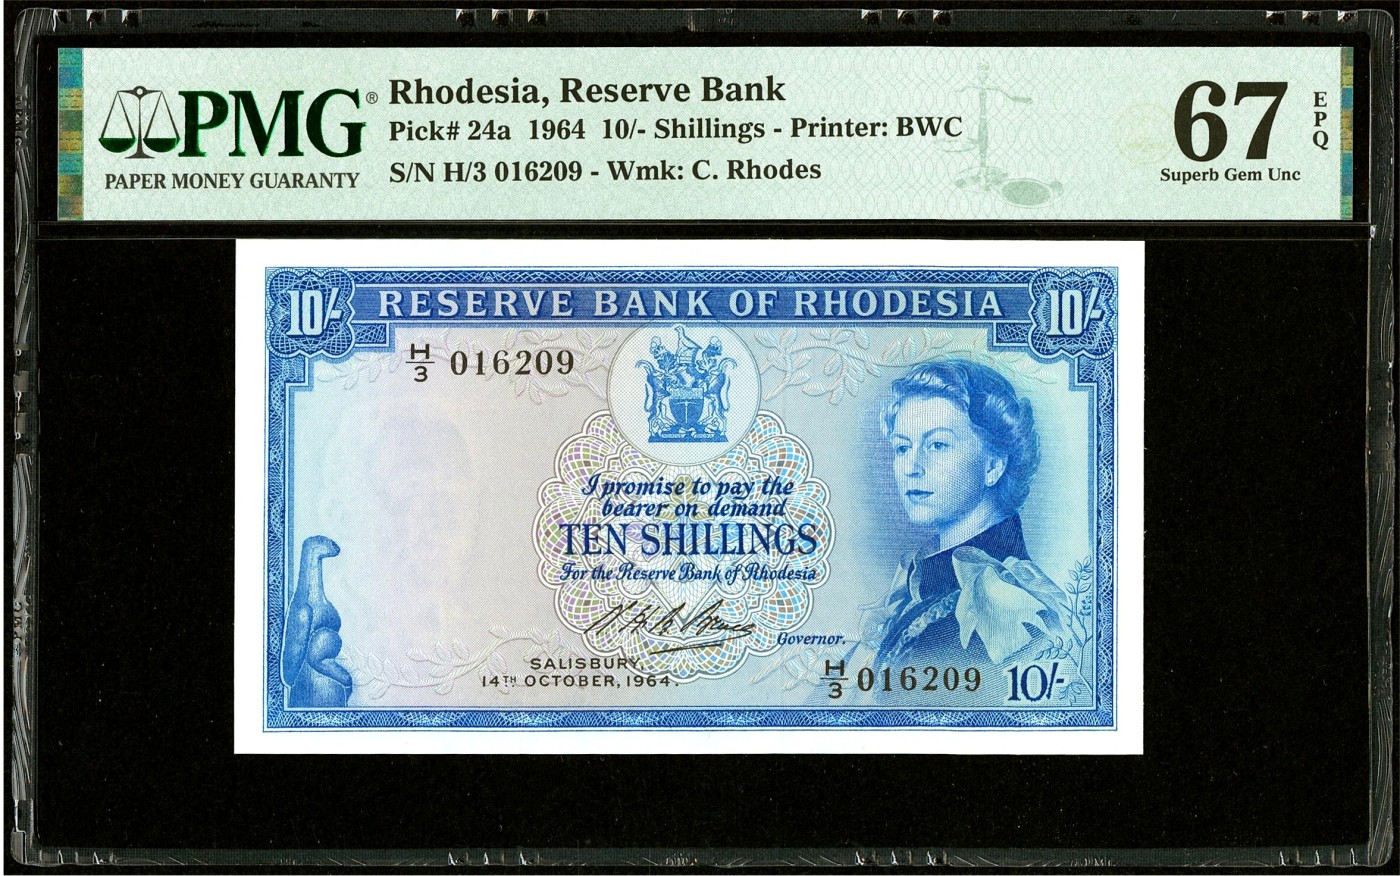 PMG®
PAPER MONEY GUARANTY
Rhodesia, Reserve Bank
Pick# 24a 1964 10/- Shillings - Printer: BWC
S/N H/3 016209 - Wmk: C. Rhodes
67
EPQ
Superb Gem Unc
10/- RESERVE BANK OF RHODESIA 10/-
H/3 016209
I promise to pay the
bearer on demand
TEN SHILLINGS
For the Reserve Bank of Rhodesia
Governor.
SALISBURY,
14TH OCTOBER, 1964.
H/3 016209 10/-